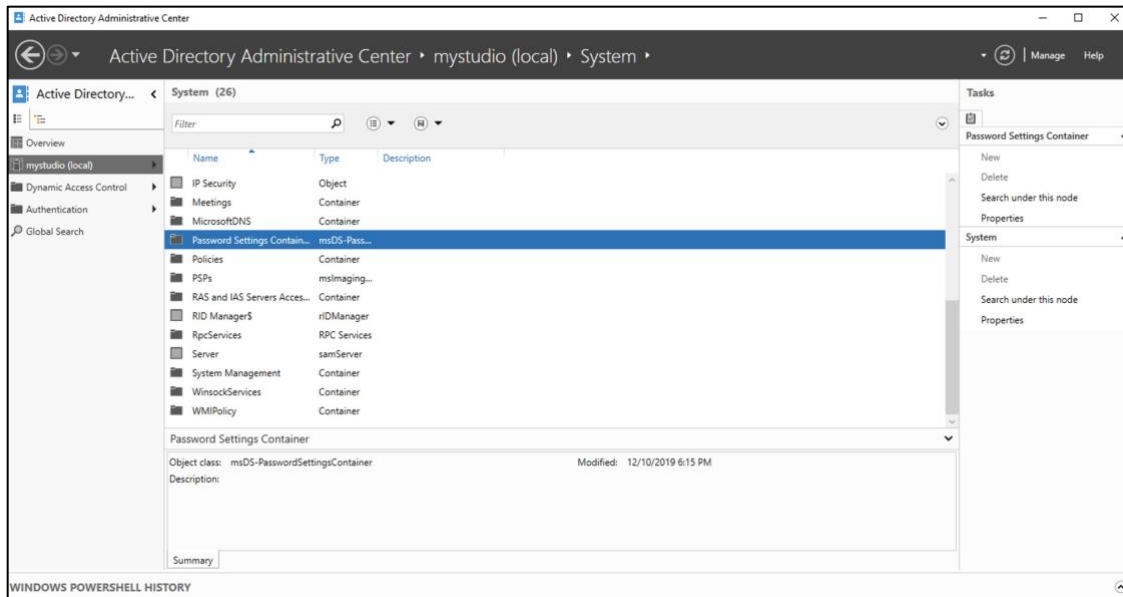 Active Directory Administrative Center
Active Directory Administrative Center • mystudio (local) • System •
Manage
Help
Active Directory...
Overview
mystudio (local)
Dynamic Access Control
Authentication
Global Search
System (26)
Filter
Name Type Description
IP Security Object
Meetings Container
MicrosoftDNS Container
Password Settings Contain... msDS-Pass...
Policies Container
PSPs msImaging...
RAS and IAS Servers Acces... Container
RID Manager$ rIDManager
RpcServices RPC Services
Server samServer
System Management Container
WinsockServices Container
WMIPolicy Container
Password Settings Container
Object class: msDS-PasswordSettingsContainer Modified: 12/10/2019 6:15 PM
Description:
Summary
Tasks
Password Settings Container
New
Delete
Search under this node
Properties
System
New
Delete
Search under this node
Properties
WINDOWS POWERSHELL HISTORY